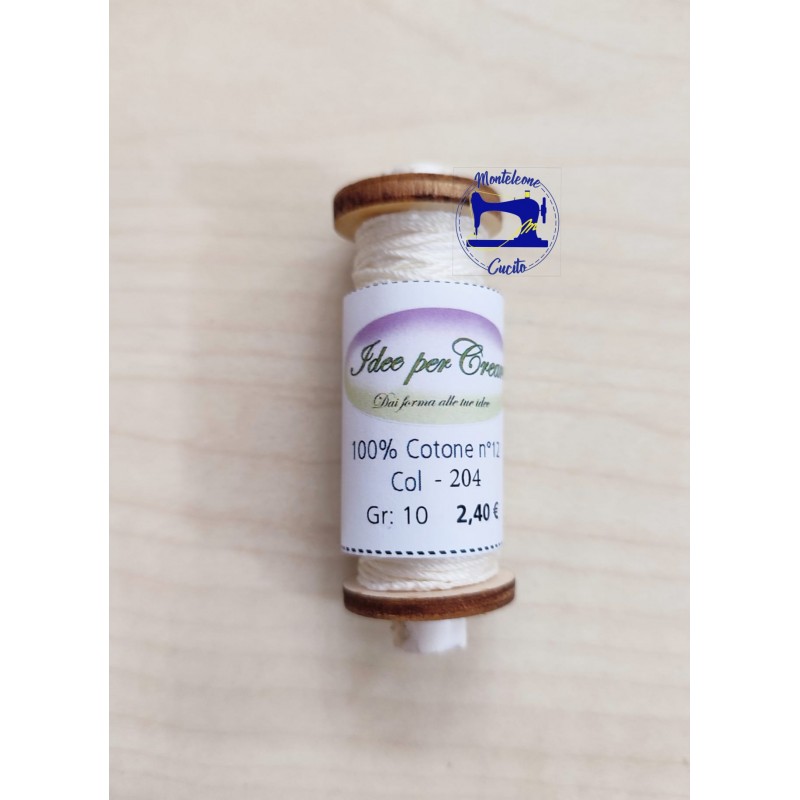 Monteleone
Cucito
Idee per Crea
Dai forma alle tue idee
100% Cotone n°12
Col - 204
Gr: 10 2,40 €